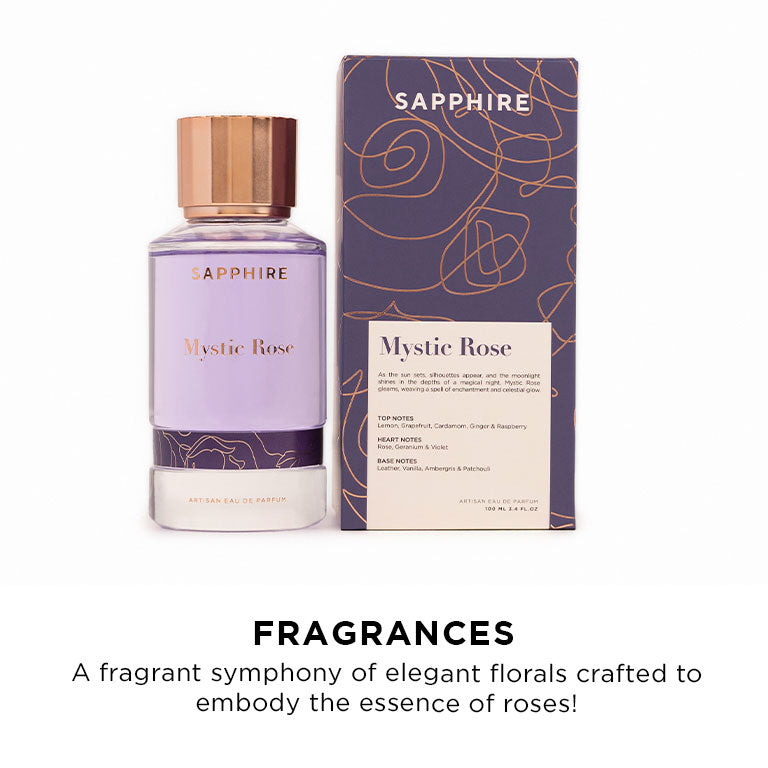 SAPPHIRE
Mystic Rose
ARTISAN EAU DE PARFUM
SAPPHIRE
Mystic Rose
As the sun sets, silhouettes appear, and the moonlight
shines in the depths of a magical night. Mystic Rose
gleams, weaving a spell of enchantment and celestial glow.
TOP NOTES
Lemon, Grapefruit, Cardamom, Ginger & Raspberry
HEART NOTES
Rose, Geranium & Violet
BASE NOTES
Leather, Vanilla, Ambergris & Patchouli
ARTISAN EAU DE PARFUM
100 ML 3.4 FL.OZ
FRAGRANCES
A fragrant symphony of elegant florals crafted to
embody the essence of roses!